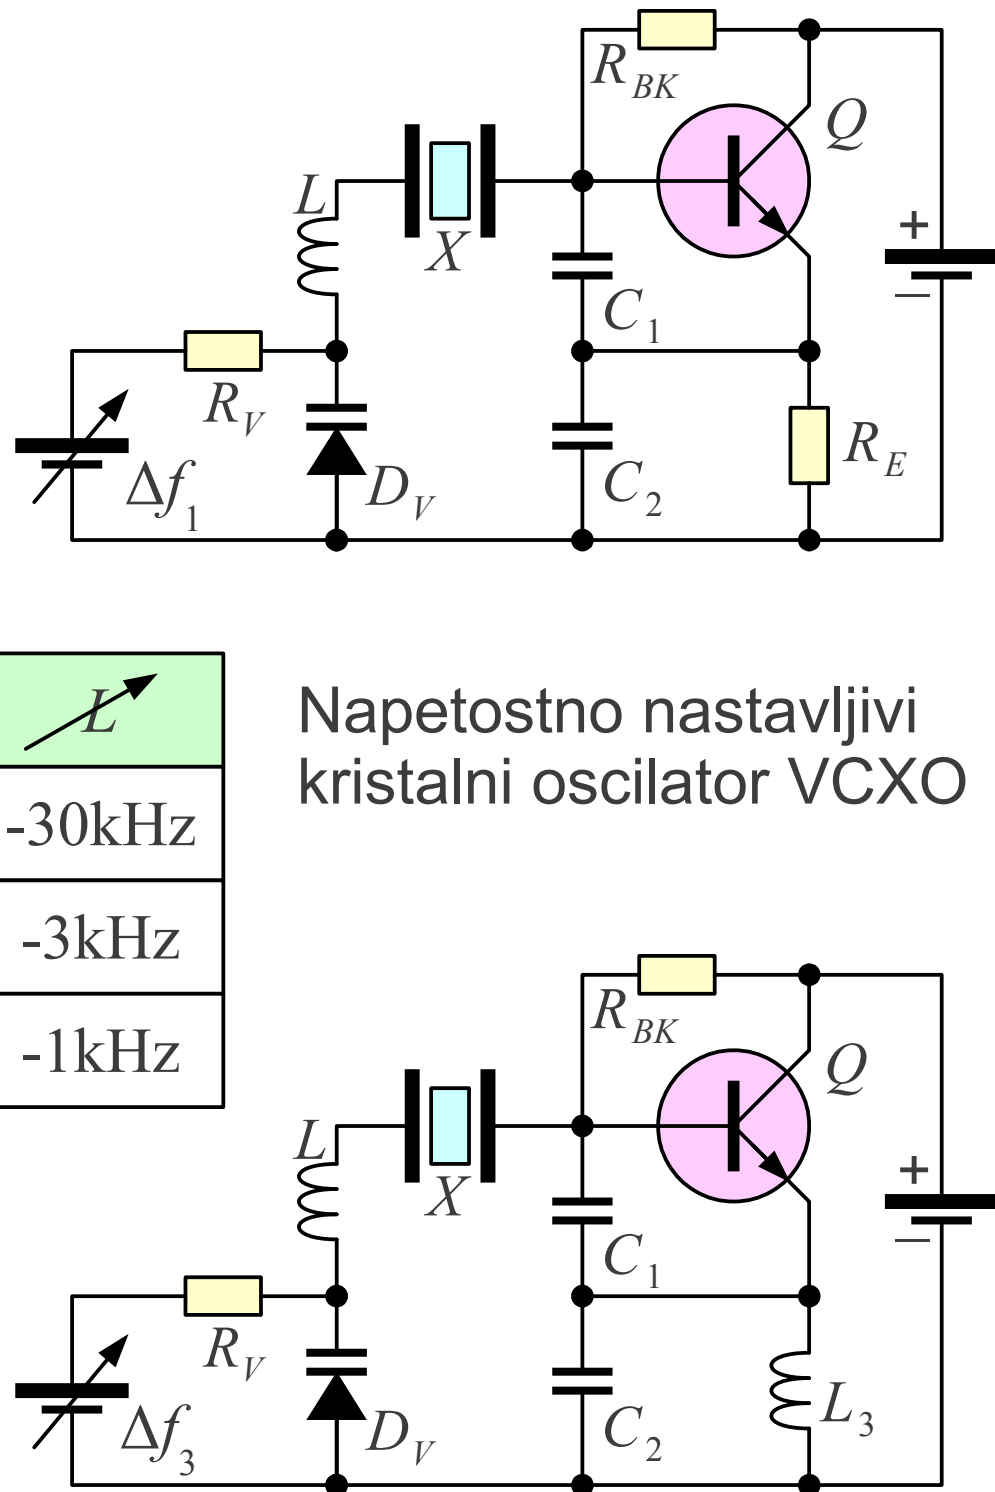 R_BK
Q
L
X
+
C_1
–
R_V
R_E
Δf_1
D_V
C_2
L
Napetostno nastavljivi
kristalni oscilator VCXO
-30kHz
-3kHz
-1kHz
R_BK
Q
L
X
+
C_1
–
R_V
L_3
Δf_3
D_V
C_2